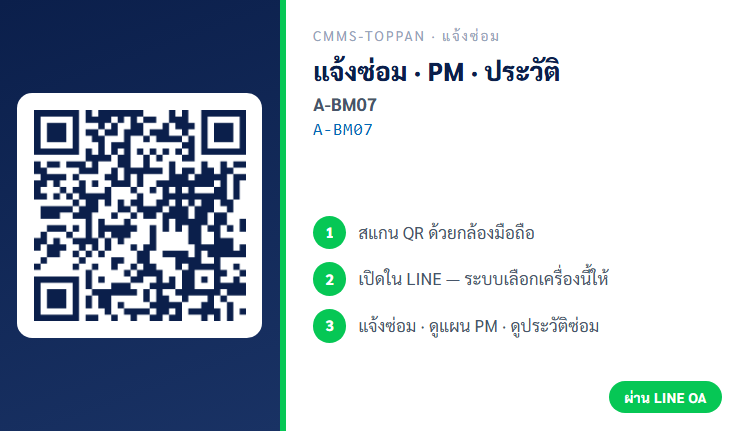 CMMS-TOPPAN · แจ้งซ่อม
แจ้งซ่อม · PM · ประวัติ
A-BM07
A-BM07
1 สแกน QR ด้วยกล้องมือถือ
2 เปิดใน LINE — ระบบเลือกเครื่องนี้ให้
3 แจ้งซ่อม · ดูแผน PM · ดูประวัติซ่อม
ผ่าน LINE OA